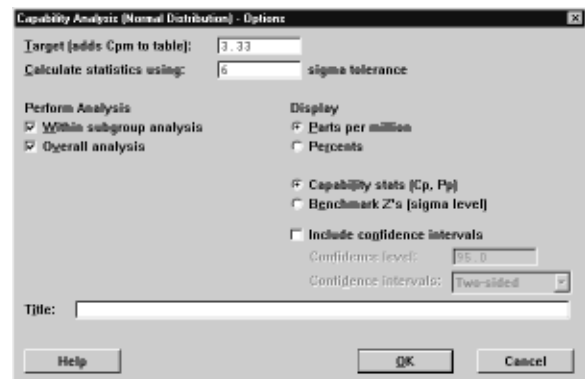 Capability Analysis (Normal Distribution) - Options
Target (adds Cpm to table): 3.33
Calculate statistics using: 6 sigma tolerance
Perform Analysis
Within subgroup analysis
Overall analysis
Display
Parts per million
Percents
Capability stats (Cp, Pp)
Benchmark Z's (sigma level)
Include confidence intervals
Confidence level: 95.0
Confidence intervals: Two-sided
Title:
Help
OK
Cancel